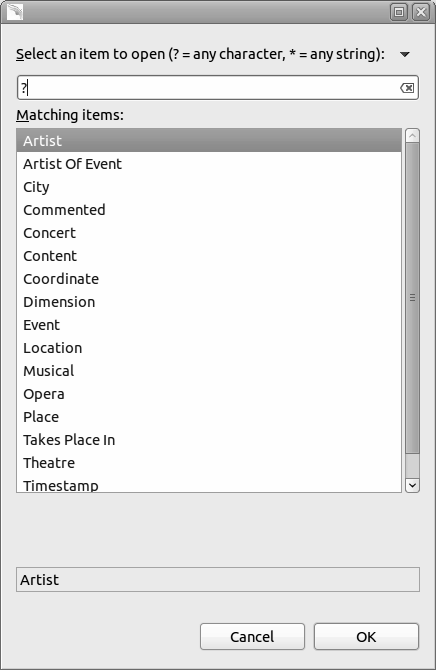 Select an item to open (? = any character, * = any string):
?
Matching items:
Artist
Artist Of Event
City
Commented
Concert
Content
Coordinate
Dimension
Event
Location
Musical
Opera
Place
Takes Place In
Theatre
Timestamp
Artist
Cancel OK